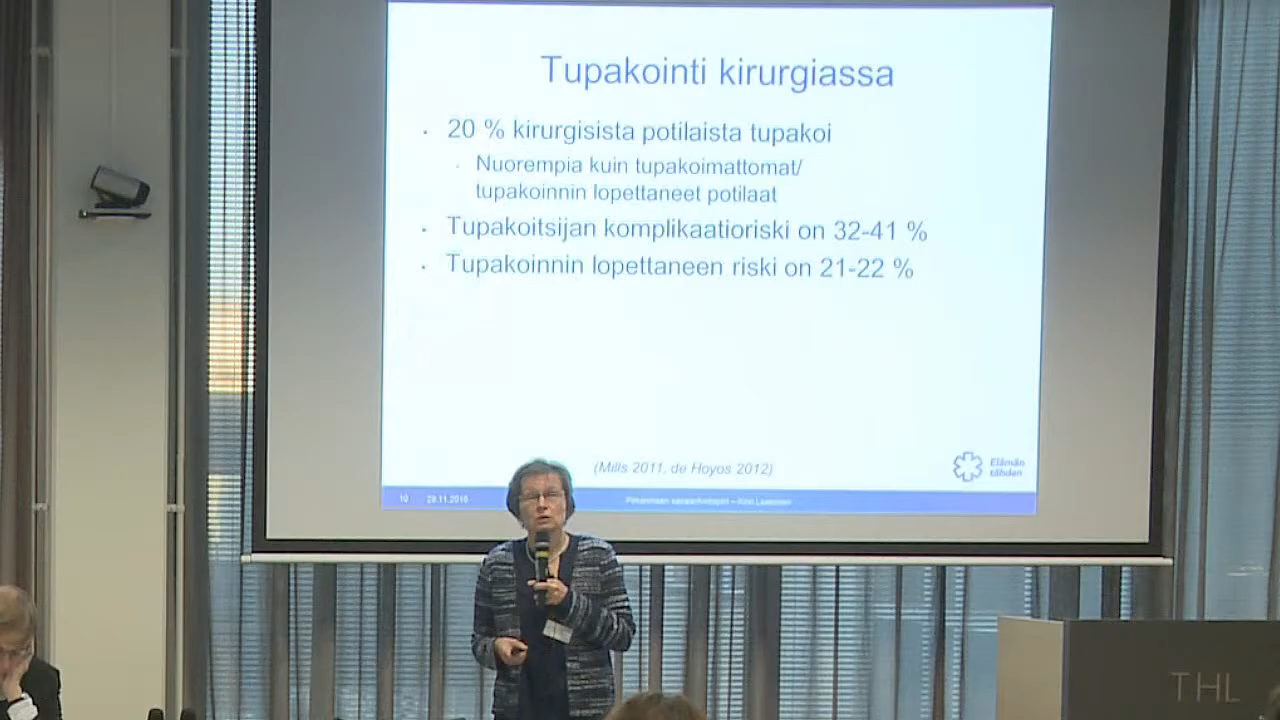 Tupakointi kirurgiassa
20 % kirurgisista potilaista tupakoi
Nuorempia kuin tupakoimattomat/
tupakoinnin lopettaneet potilaat
Tupakoitsijan komplikaatioriski on 32-41 %
Tupakoinnin lopettaneen riski on 21-22 %
(Mills 2011, de Hoyos 2012)
Elämän
tähden
10
THL